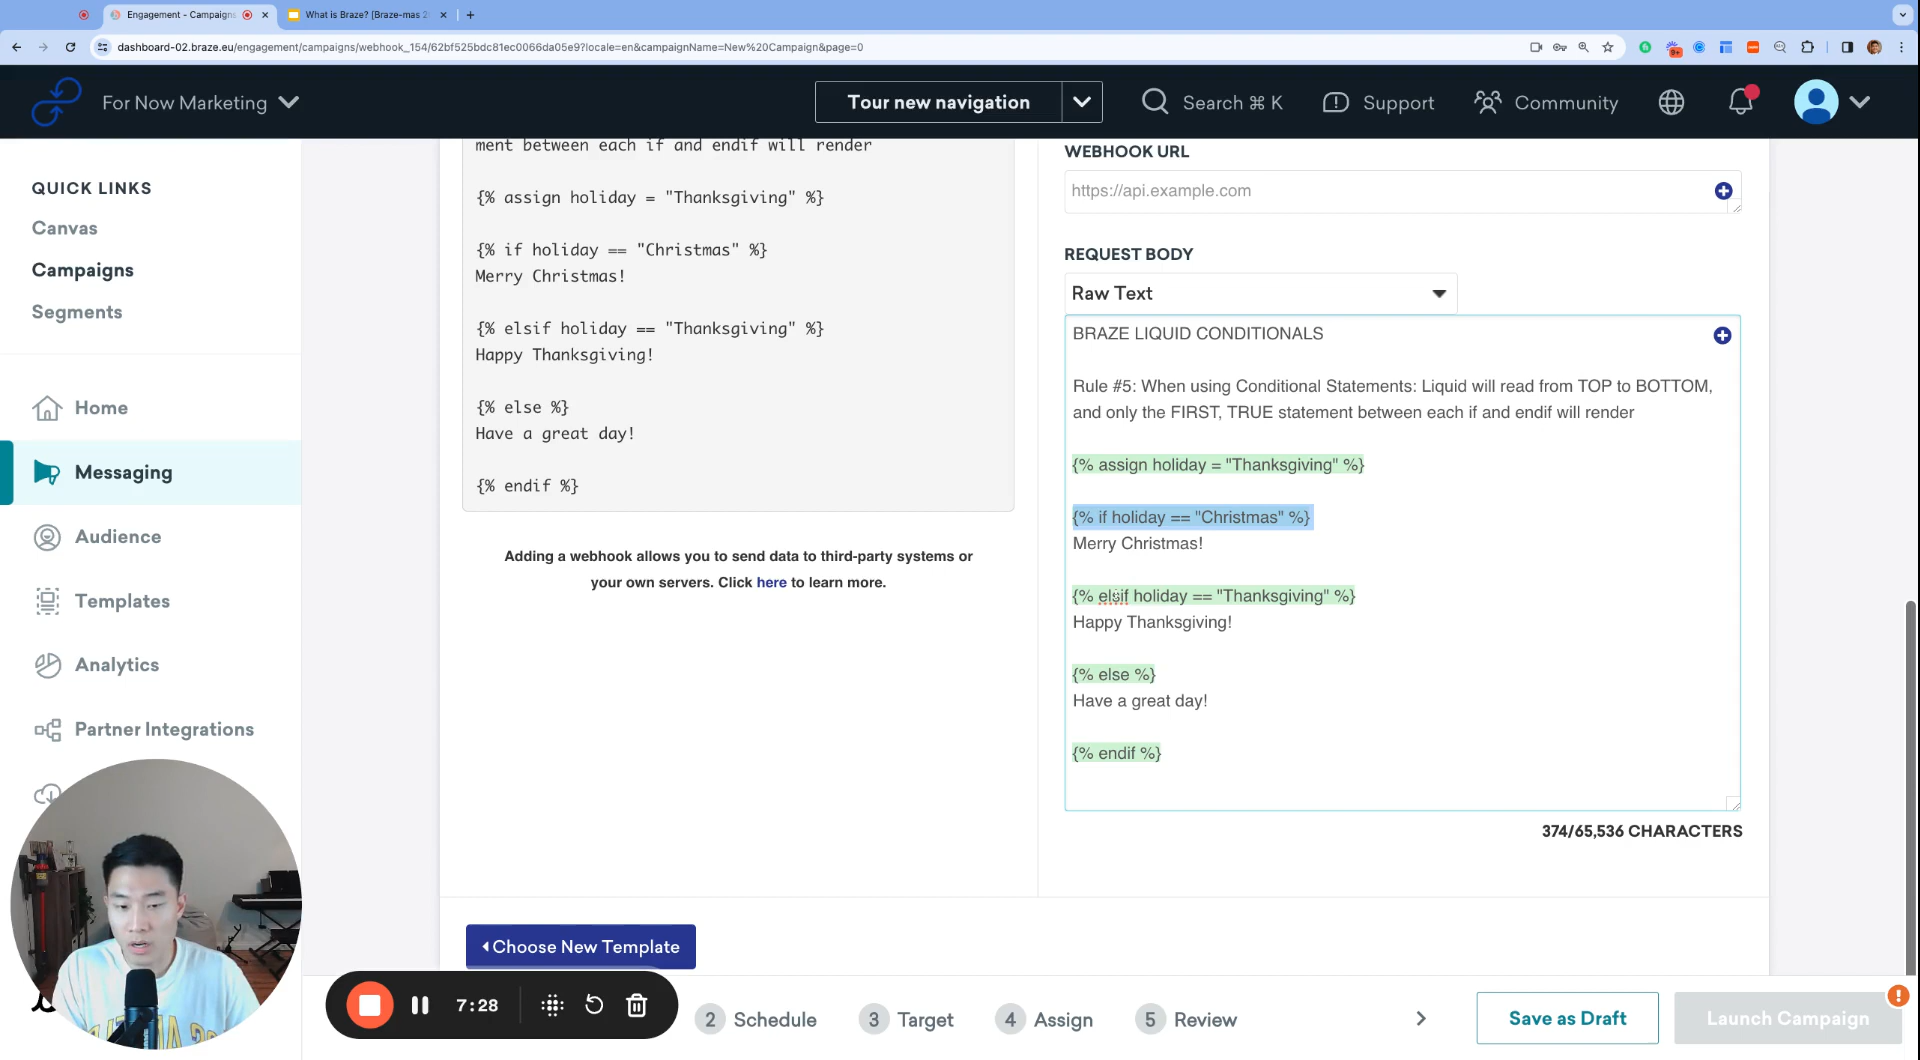 Engagement - Campaigns
What is Braze? [Braze-mas 2
dashboard-02.braze.eu/engagement/campaigns/webhook_154/62bf525bdc81ec0066da05e9?locale=en&campaignName=New%20Campaign&page=0
For Now Marketing
Tour new navigation
Search ⌘ K
Support
Community
QUICK LINKS
Canvas
Campaigns
Segments
Home
Messaging
Audience
Templates
Analytics
Partner Integrations
ment between each if and endif will render
{% assign holiday = "Thanksgiving" %}
{% if holiday == "Christmas" %}
Merry Christmas!
{% elsif holiday == "Thanksgiving" %}
Happy Thanksgiving!
{% else %}
Have a great day!
{% endif %}
Adding a webhook allows you to send data to third-party systems or
your own servers. Click here to learn more.
WEBHOOK URL
https://api.example.com
REQUEST BODY
Raw Text
BRAZE LIQUID CONDITIONALS
Rule #5: When using Conditional Statements: Liquid will read from TOP to BOTTOM,
and only the FIRST, TRUE statement between each if and endif will render
{% assign holiday = "Thanksgiving" %}
{% if holiday == "Christmas" %}
Merry Christmas!
{% elsif holiday == "Thanksgiving" %}
Happy Thanksgiving!
{% else %}
Have a great day!
{% endif %}
374/65,536 CHARACTERS
Choose New Template
7:28
2 Schedule
3 Target
4 Assign
5 Review
Save as Draft
Launch Campaign